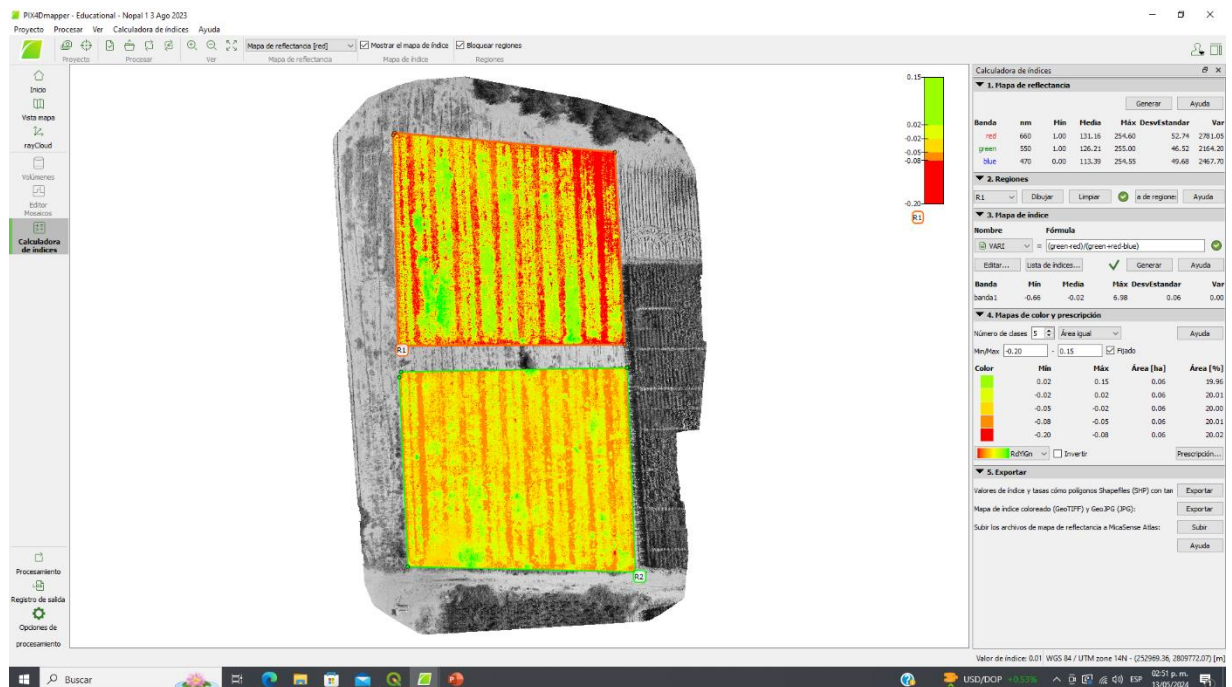 PIX4Dmapper - Educational - Nopal 1 3 Ago 2023
Proyecto Procesar Ver Calculadora de índices Ayuda
Mapa de reflectancia [red] Mostrar el mapa de índice Bloquear regiones
Proyecto Procesar Ver Mapa de reflectancia Mapa de índice Regiones
Inicio
Vista mapa
rayCloud
Volúmenes
Editor
Mosaicos
Calculadora
de índices
Procesamiento
Registro de salida
Opciones de
procesamiento
R1
R2
0.15
0.02
-0.02
-0.05
-0.08
-0.20
R1
Calculadora de índices
1. Mapa de reflectancia
Generar Ayuda
Banda nm Mín Media Máx DesvEstandar Var
red 660 1.00 131.16 254.60 52.74 2781.05
green 550 1.00 126.21 255.00 46.52 2164.20
blue 470 0.00 113.39 254.55 49.68 2467.70
2. Regiones
R1 Dibujar Limpiar a de regione: Ayuda
3. Mapa de índice
Nombre Fórmula
VARI = (green-red)/(green+red-blue)
Editar... Lista de índices... Generar Ayuda
Banda Mín Media Máx DesvEstandar Var
banda1 -0.66 -0.02 6.98 0.06 0.00
4. Mapas de color y prescripción
Número de clases 5 Área igual Ayuda
Min/Max -0.20 - 0.15 Fijado
Color Mín Máx Área [ha] Área [%]
0.02 0.15 0.06 19.96
-0.02 0.02 0.06 20.01
-0.05 -0.02 0.06 20.00
-0.08 -0.05 0.06 20.01
-0.20 -0.08 0.06 20.02
RdYlGn Invertir Prescripción...
5. Exportar
Valores de índice y tasas cómo polígonos Shapefiles (SHP) con tan Exportar
Mapa de índice coloreado (GeoTIFF) y GeoJPG (JPG): Exportar
Subir los archivos de mapa de reflectancia a MicaSense Atlas: Subir
Ayuda
Valor de índice: 0.01 WGS 84 / UTM zone 14N - (252969.36, 2809772.07) [m]
Buscar
USD/DOP +0.53% ESP 02:51 p. m.
13/05/2024